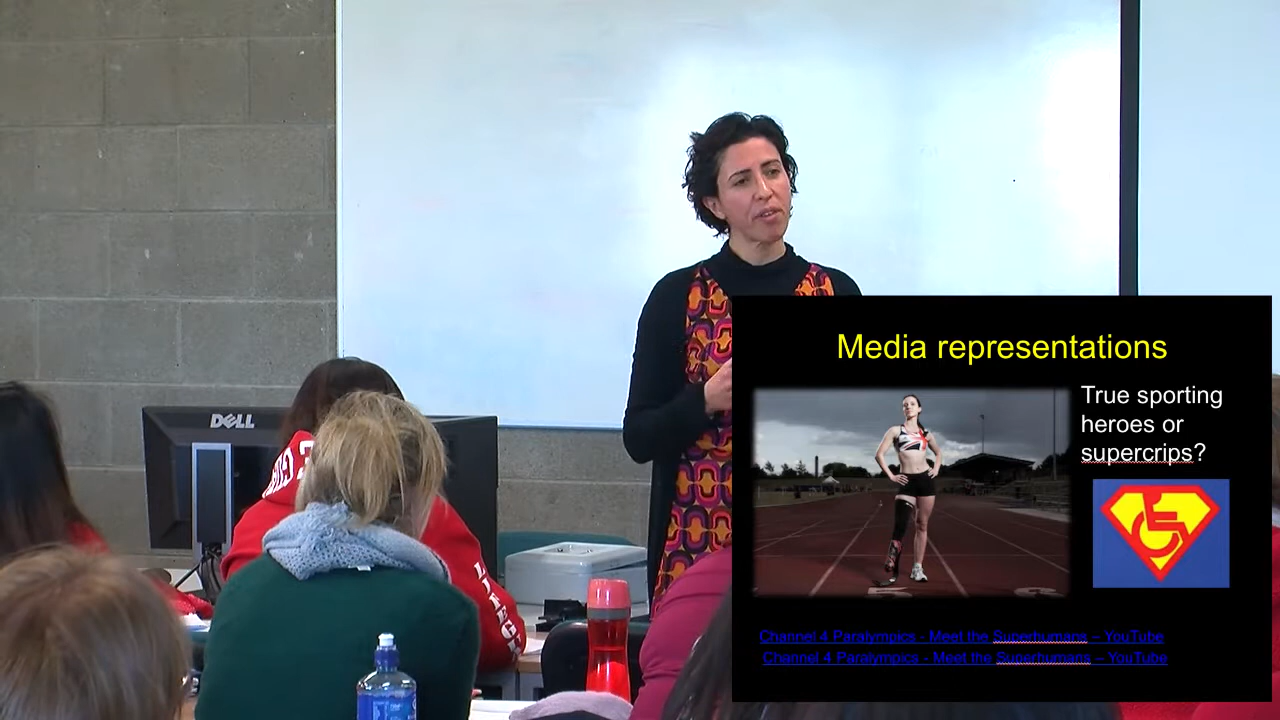 DELL
Media representations
True sporting
heroes or
supercrips?
Channel 4 Paralympics - Meet the Superhumans – YouTube
Channel 4 Paralympics - Meet the Superhumans – YouTube